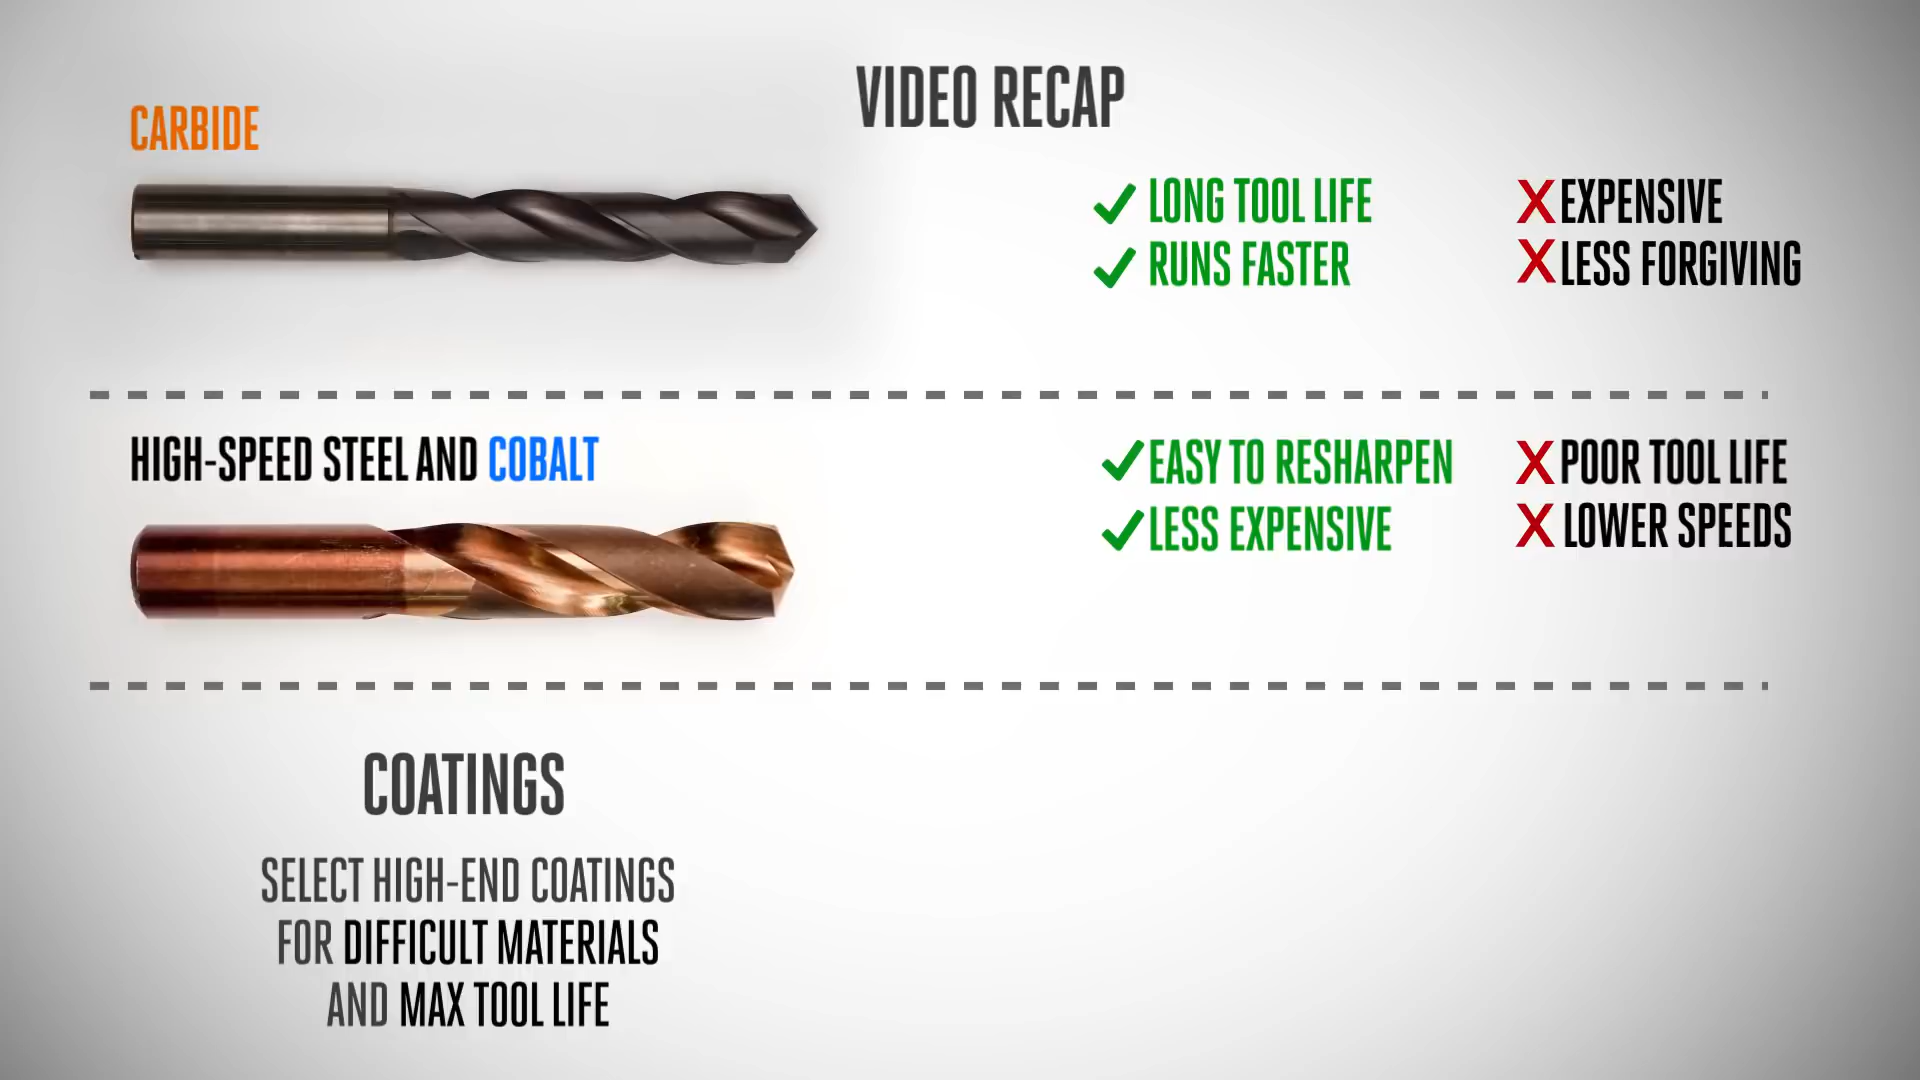 VIDEO RECAP
CARBIDE
✓ LONG TOOL LIFE
✓ RUNS FASTER
X EXPENSIVE
X LESS FORGIVING
HIGH-SPEED STEEL AND COBALT
✓ EASY TO RESHARPEN
✓ LESS EXPENSIVE
X POOR TOOL LIFE
X LOWER SPEEDS
COATINGS
SELECT HIGH-END COATINGS
FOR DIFFICULT MATERIALS
AND MAX TOOL LIFE